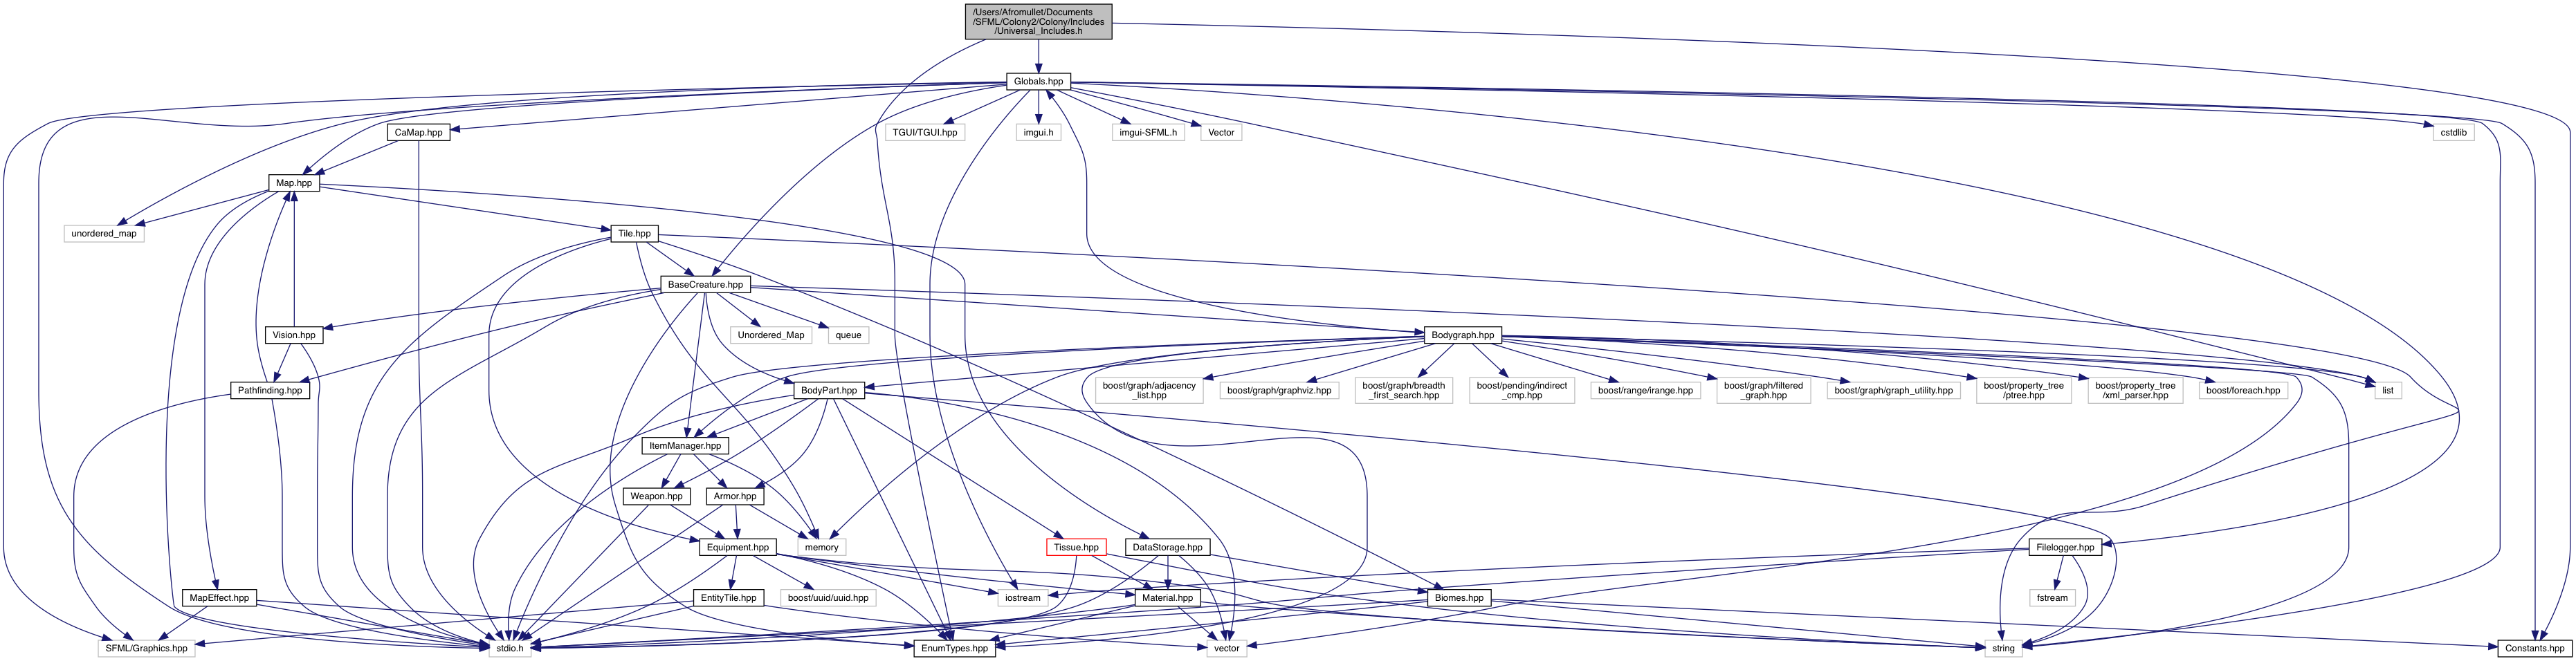 /Users/Afromullet/Documents
/SFML/Colony2/Colony/Includes
/Universal_Includes.h
Globals.hpp
CaMap.hpp
TGUI/TGUI.hpp
imgui.h
imgui-SFML.h
Vector
cstdlib
Map.hpp
unordered_map
Tile.hpp
BaseCreature.hpp
Vision.hpp
Unordered_Map
queue
Bodygraph.hpp
Pathfinding.hpp
BodyPart.hpp
boost/graph/adjacency
_list.hpp
boost/graph/graphviz.hpp
boost/graph/breadth
_first_search.hpp
boost/pending/indirect
_cmp.hpp
boost/range/irange.hpp
boost/graph/filtered
_graph.hpp
boost/graph/graph_utility.hpp
boost/property_tree
/ptree.hpp
boost/property_tree
/xml_parser.hpp
boost/foreach.hpp
list
ItemManager.hpp
Weapon.hpp
Armor.hpp
Equipment.hpp
memory
Tissue.hpp
DataStorage.hpp
Filelogger.hpp
MapEffect.hpp
EntityTile.hpp
boost/uuid/uuid.hpp
iostream
Material.hpp
Biomes.hpp
fstream
SFML/Graphics.hpp
stdio.h
EnumTypes.hpp
vector
string
Constants.hpp